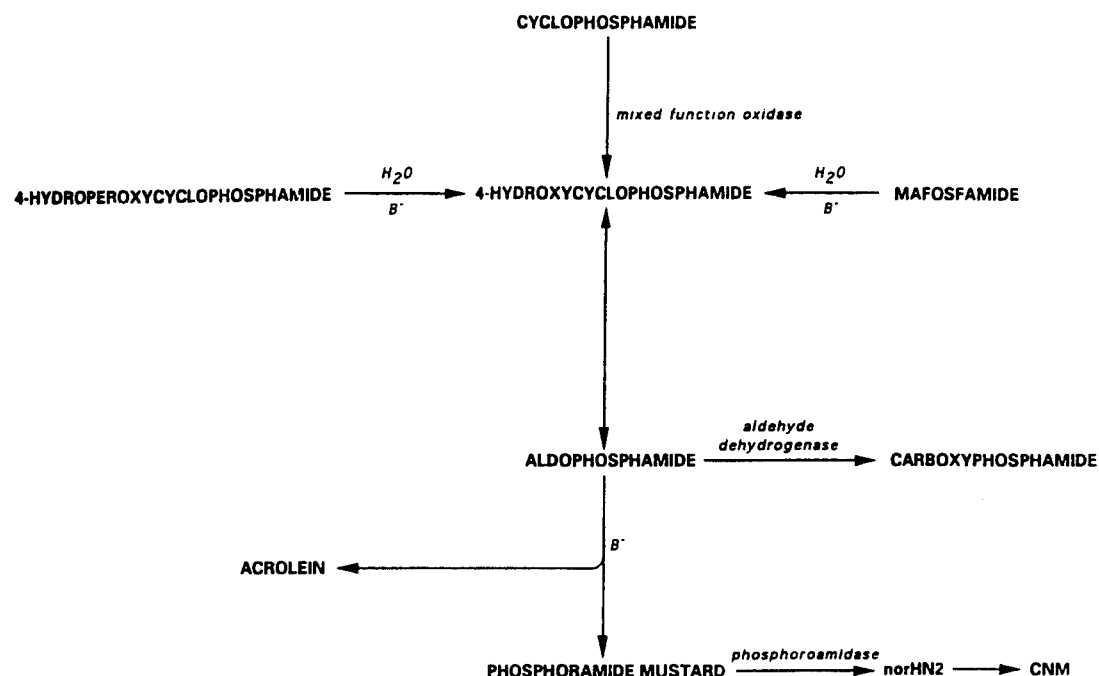 CYCLOPHOSPHAMIDE
mixed function oxidase
4-HYDROPEROXYCYCLOPHOSPHAMIDE
H2O
B-
4-HYDROXYCYCLOPHOSPHAMIDE
H2O
B-
MAFOSFAMIDE
ALDOPHOSPHAMIDE
aldehyde
dehydrogenase
CARBOXYPHOSPHAMIDE
B-
ACROLEIN
PHOSPHORAMIDE MUSTARD
phosphoroamidase
norHN2
CNM